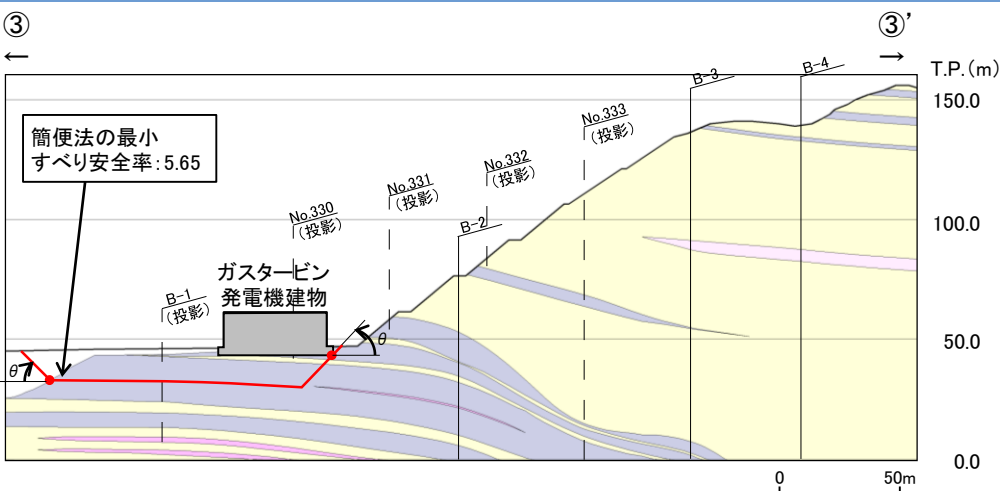 ③
③’
←
→
T.P.(m)
B-3
B-4
150.0
簡便法の最小
すべり安全率:5.65
No.333
(投影)
No.332
(投影)
No.331
(投影)
No.330
(投影)
B-2
100.0
ガスタービン
発電機建物
B-1
(投影)
θ
50.0
θ
0.0
0
50m